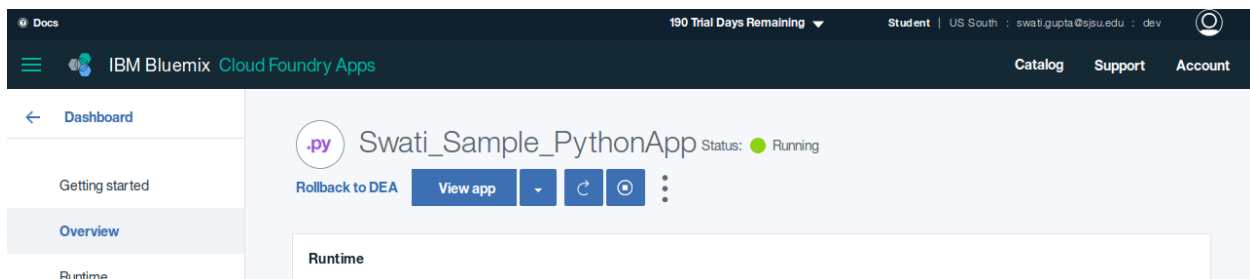 Docs 190 Trial Days Remaining Student | US South : swati.gupta@sjsu.edu : dev
IBM Bluemix Cloud Foundry Apps Catalog Support Account
Dashboard
.py Swati_Sample_PythonApp Status: Running
Getting started
Rollback to DEA View app
Overview
Runtime
Runtime